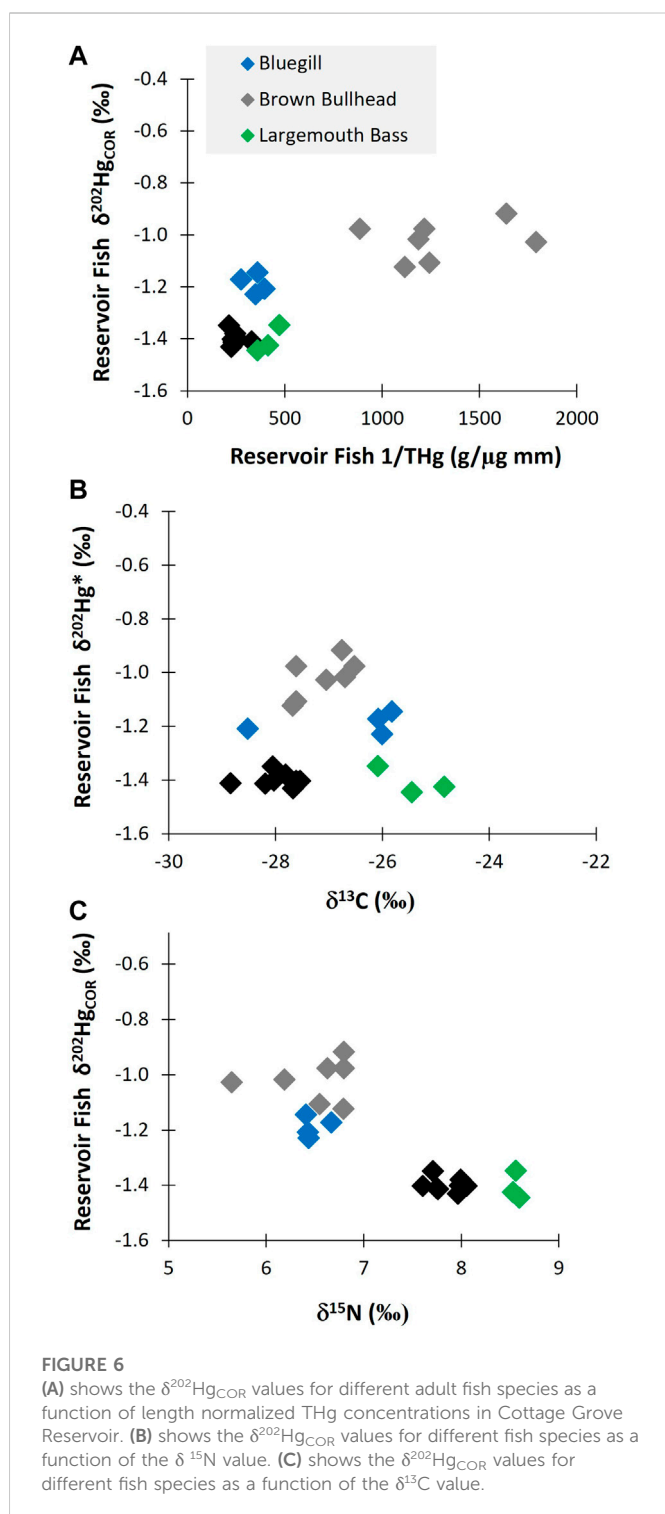 A
Bluegill
Brown Bullhead
Largemouth Bass
Reservoir Fish δ²⁰²Hg_COR (‰)
-0.4
-0.6
-0.8
-1.0
-1.2
-1.4
-1.6
0 500 1000 1500 2000
Reservoir Fish 1/THg (g/μg mm)
B
Reservoir Fish δ²⁰²Hg* (‰)
-0.4
-0.6
-0.8
-1.0
-1.2
-1.4
-1.6
-30 -28 -26 -24 -22
δ¹³C (‰)
C
Reservoir Fish δ²⁰²Hg_COR (‰)
-0.6
-0.8
-1.0
-1.2
-1.4
-1.6
5 6 7 8 9
δ¹⁵N (‰)
FIGURE 6
(A) shows the δ²⁰²Hg_COR values for different adult fish species as a
function of length normalized THg concentrations in Cottage Grove
Reservoir. (B) shows the δ²⁰²Hg_COR values for different fish species as a
function of the δ ¹⁵N value. (C) shows the δ²⁰²Hg_COR values for
different fish species as a function of the δ¹³C value.